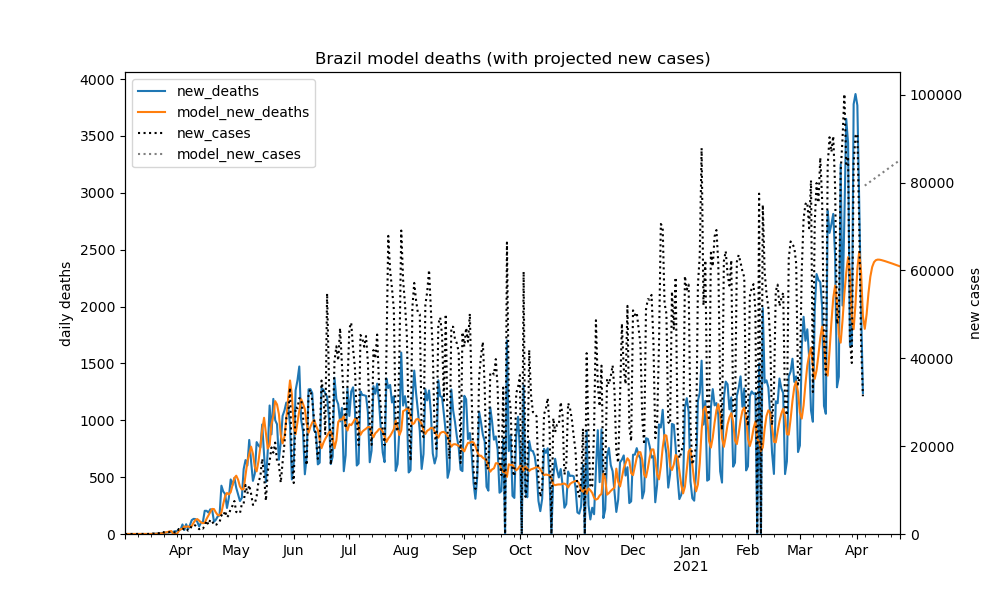 Brazil model deaths (with projected new cases)
new_deaths
model_new_deaths
new_cases
model_new_cases
daily deaths
new cases
4000
3500
3000
2500
2000
1500
1000
500
0
100000
80000
60000
40000
20000
0
Apr May Jun Jul Aug Sep Oct Nov Dec Jan Feb Mar Apr
2021